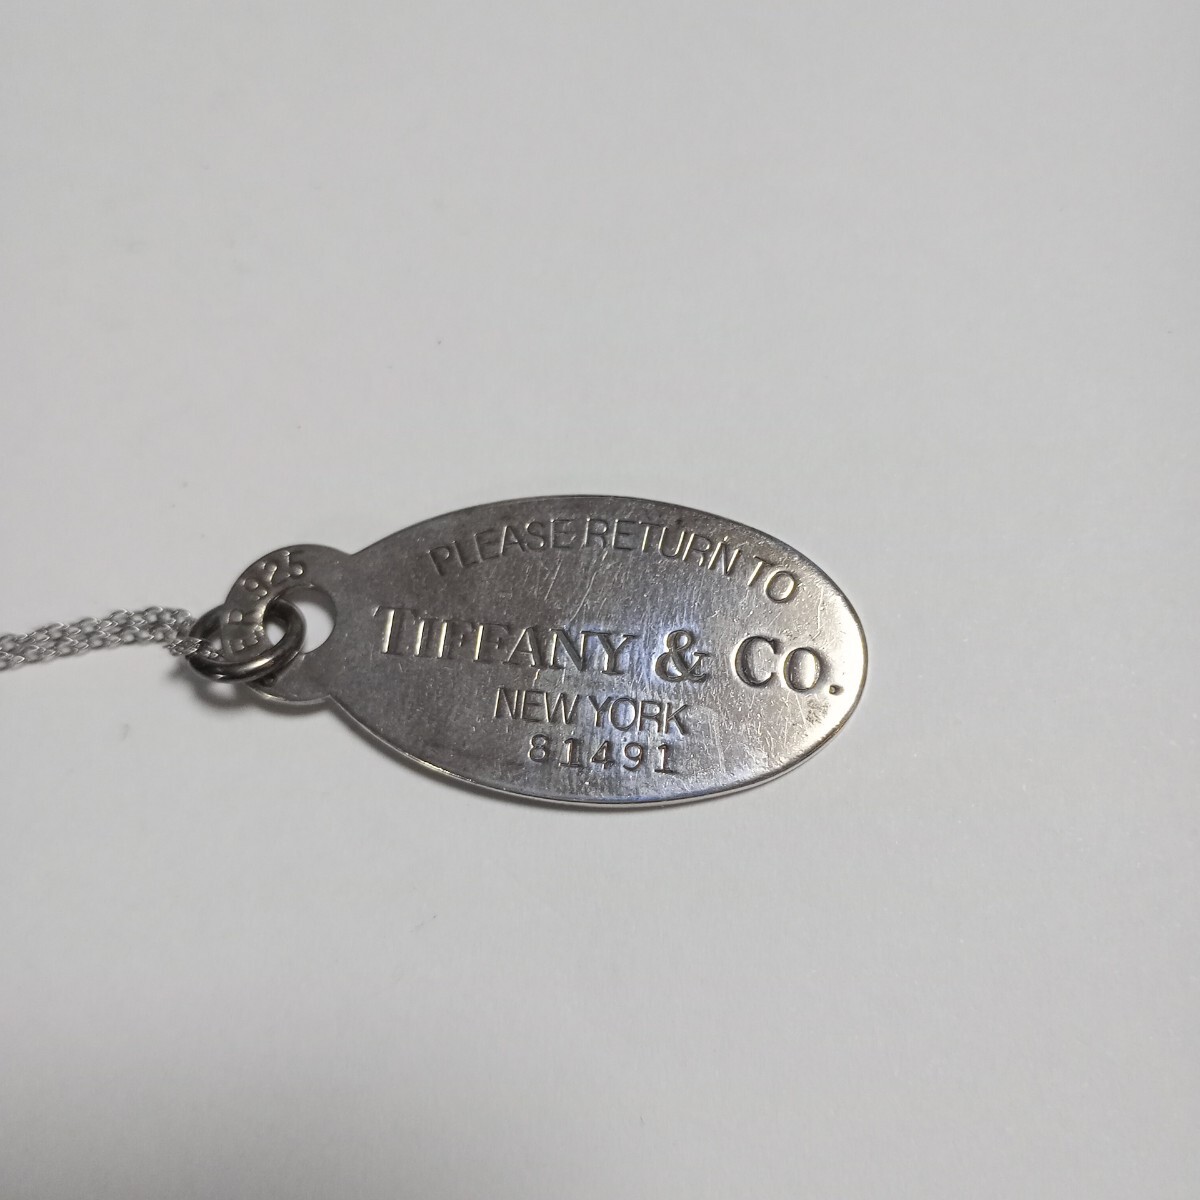 925
PLEASE RETURN TO
TIFFANY & CO.
NEW YORK
81491